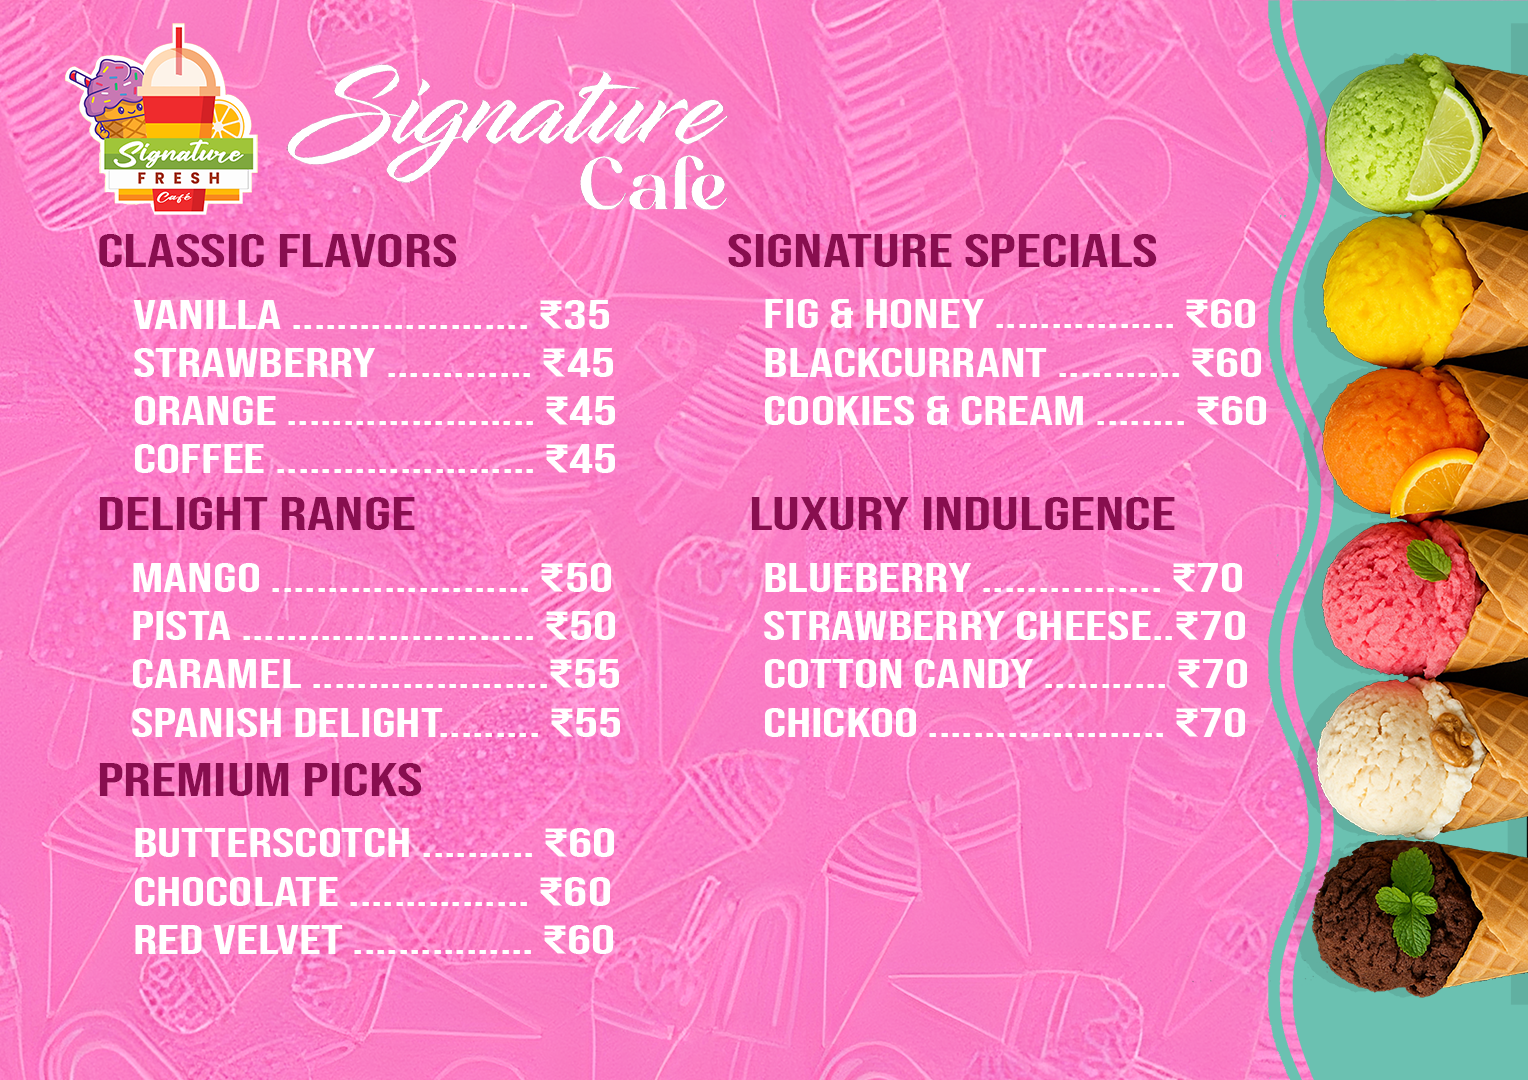 Signature
FRESH
Café
Signature
Cafe
CLASSIC FLAVORS
VANILLA ..................... ₹35
STRAWBERRY ............. ₹45
ORANGE ...................... ₹45
COFFEE ....................... ₹45
DELIGHT RANGE
MANGO ....................... ₹50
PISTA .......................... ₹50
CARAMEL .....................₹55
SPANISH DELIGHT......... ₹55
PREMIUM PICKS
BUTTERSCOTCH .......... ₹60
CHOCOLATE ................ ₹60
RED VELVET ................ ₹60
SIGNATURE SPECIALS
FIG & HONEY ................ ₹60
BLACKCURRANT ........... ₹60
COOKIES & CREAM ........ ₹60
LUXURY INDULGENCE
BLUEBERRY ................ ₹70
STRAWBERRY CHEESE..₹70
COTTON CANDY ........... ₹70
CHICKOO ..................... ₹70